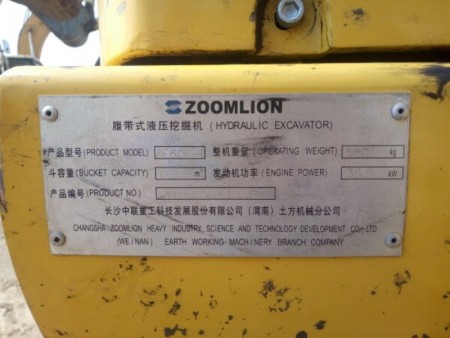 ZOOMLION
履带式液压挖掘机 (HYDRAULIC EXCAVATOR)
产品型号(PRODUCT MODEL) 整机重量(OPERATING WEIGHT) kg
斗容量(BUCKET CAPACITY) m³ 发动机功率(ENGINE POWER) kW
产品编号(PRODUCT NO.)
长沙中联重工科技发展股份有限公司(渭南)土方机械分公司
CHANGSHA ZOOMLION HEAVY INDUSTRY SCIENCE AND TECHNOLOGY DEVELOPMENT CO., LTD
(WEINAN) EARTH WORKING MACHINERY BRANCH COMPANY